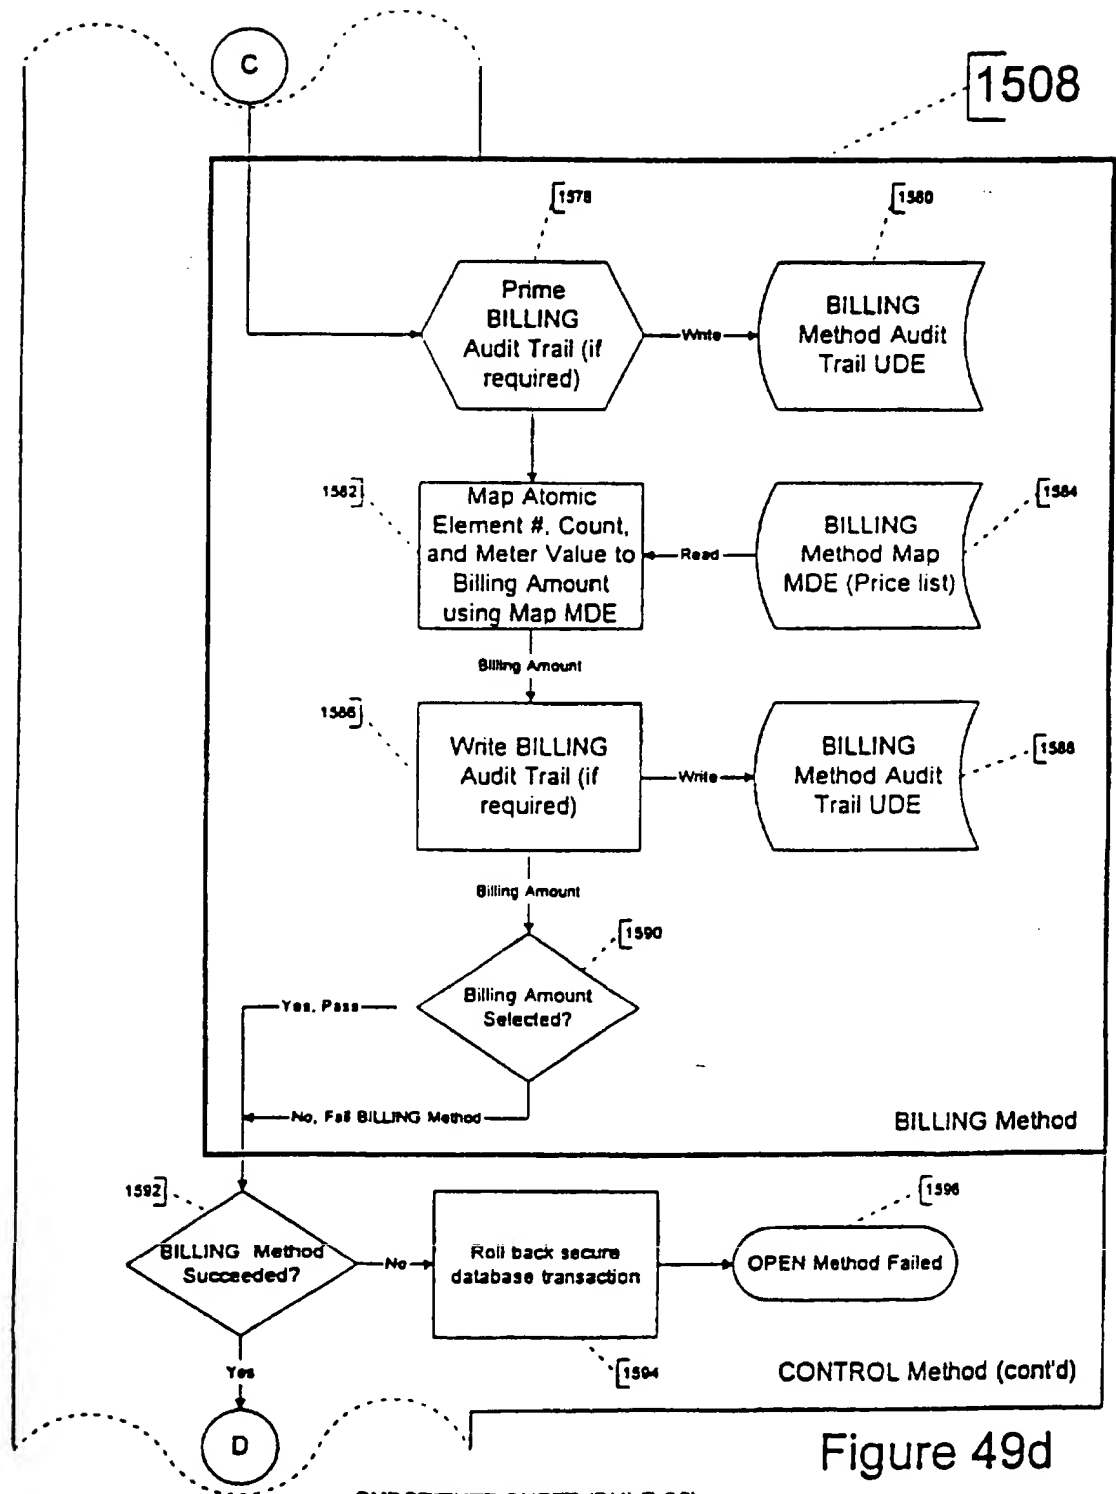 C
1508
1578
1580
Prime
BILLING
Audit Trail (if
required)
Write
BILLING
Method Audit
Trail UDE
1582
Map Atomic
Element #, Count,
and Meter Value to
Billing Amount
using Map MDE
Read
BILLING
Method Map
MDE (Price list)
1584
Billing Amount
1586
Write BILLING
Audit Trail (if
required)
Write
BILLING
Method Audit
Trail UDE
1588
Billing Amount
1590
Billing Amount
Selected?
Yes, Pass
No, Fail BILLING Method
BILLING Method
1592
BILLING Method
Succeeded?
No
Roll back secure
database transaction
1596
OPEN Method Failed
1594
Yes
CONTROL Method (cont'd)
D
Figure 49d